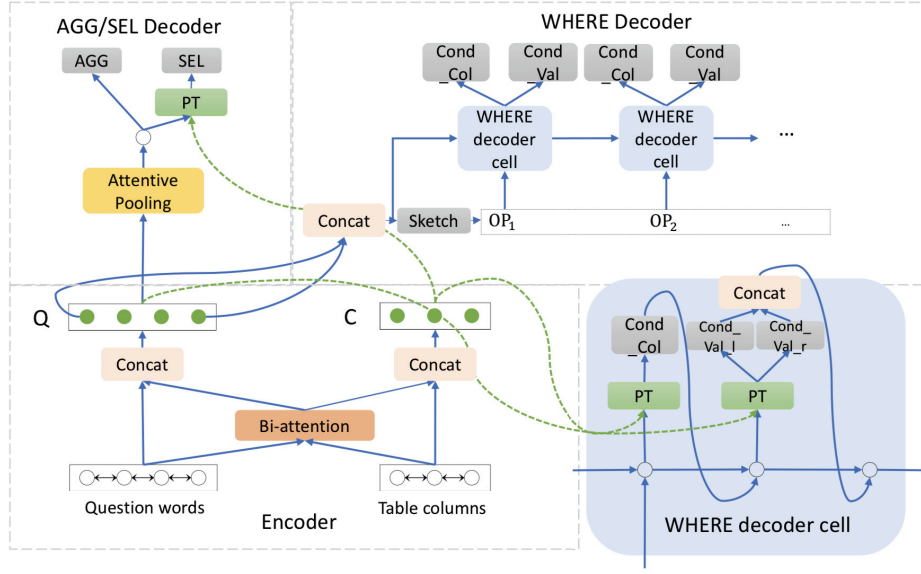 AGG/SEL Decoder
AGG
SEL
PT
Attentive
Pooling
WHERE Decoder
Cond
_Col
Cond
_Val
Cond
_Col
Cond
_Val
WHERE
decoder
cell
WHERE
decoder
cell
...
Concat
Sketch
OP1
OP2
...
Q
C
Concat
Concat
Bi-attention
Question words
Table columns
Encoder
Concat
Cond
_Col
Cond_
Val_l
Cond_
Val_r
PT
PT
WHERE decoder cell